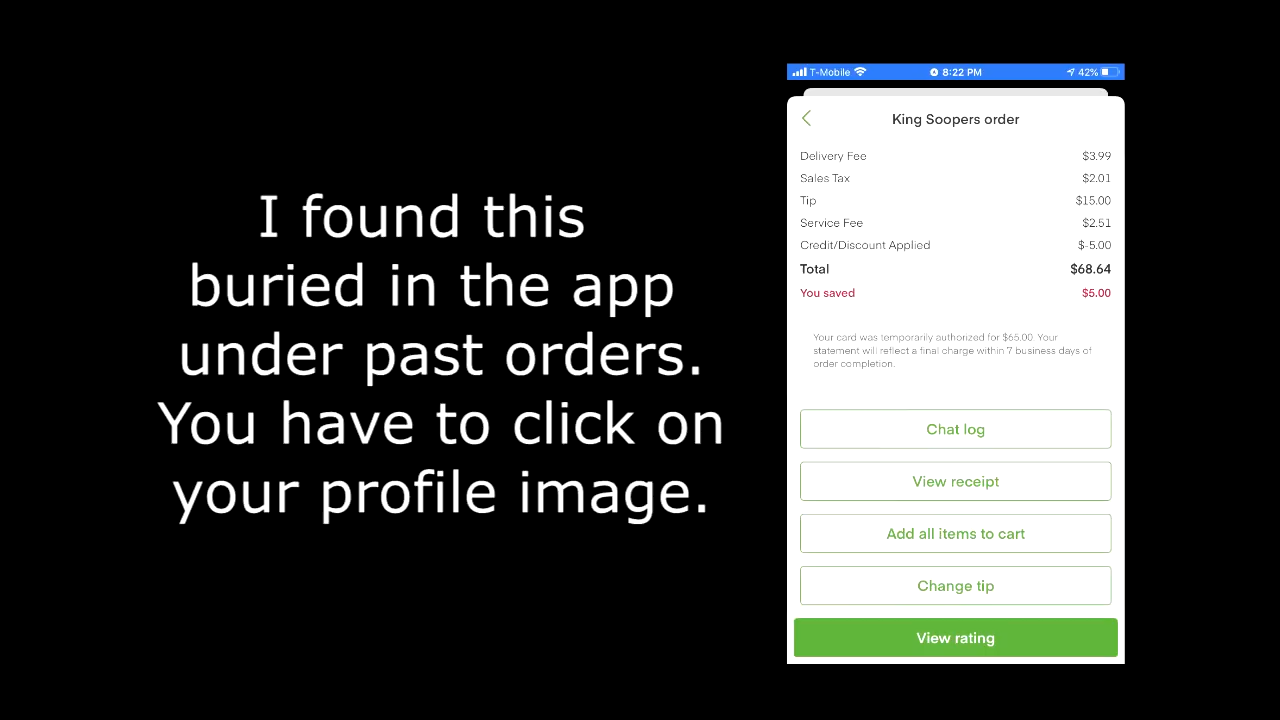 I found this
buried in the app
under past orders.
You have to click on
your profile image.
T-Mobile 8:22 PM 42%
King Soopers order
Delivery Fee $3.99
Sales Tax $2.01
Tip $15.00
Service Fee $2.51
Credit/Discount Applied $-5.00
Total $68.64
You saved $5.00
Your card was temporarily authorized for $65.00. Your
statement will reflect a final charge within 7 business days of
order completion.
Chat log
View receipt
Add all items to cart
Change tip
View rating